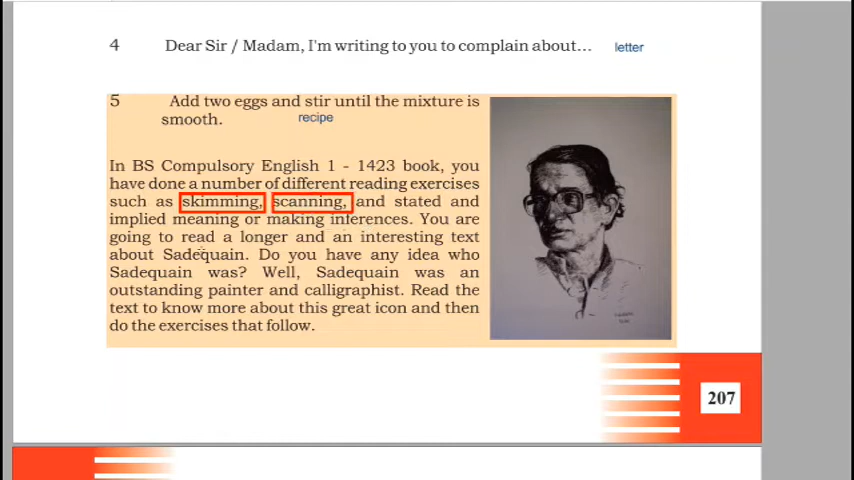 4 Dear Sir / Madam, I'm writing to you to complain about... letter
5 Add two eggs and stir until the mixture is
smooth. recipe
In BS Compulsory English 1 - 1423 book, you
have done a number of different reading exercises
such as skimming, scanning, and stated and
implied meaning or making inferences. You are
going to read a longer and an interesting text
about Sadequain. Do you have any idea who
Sadequain was? Well, Sadequain was an
outstanding painter and calligraphist. Read the
text to know more about this great icon and then
do the exercises that follow.
207